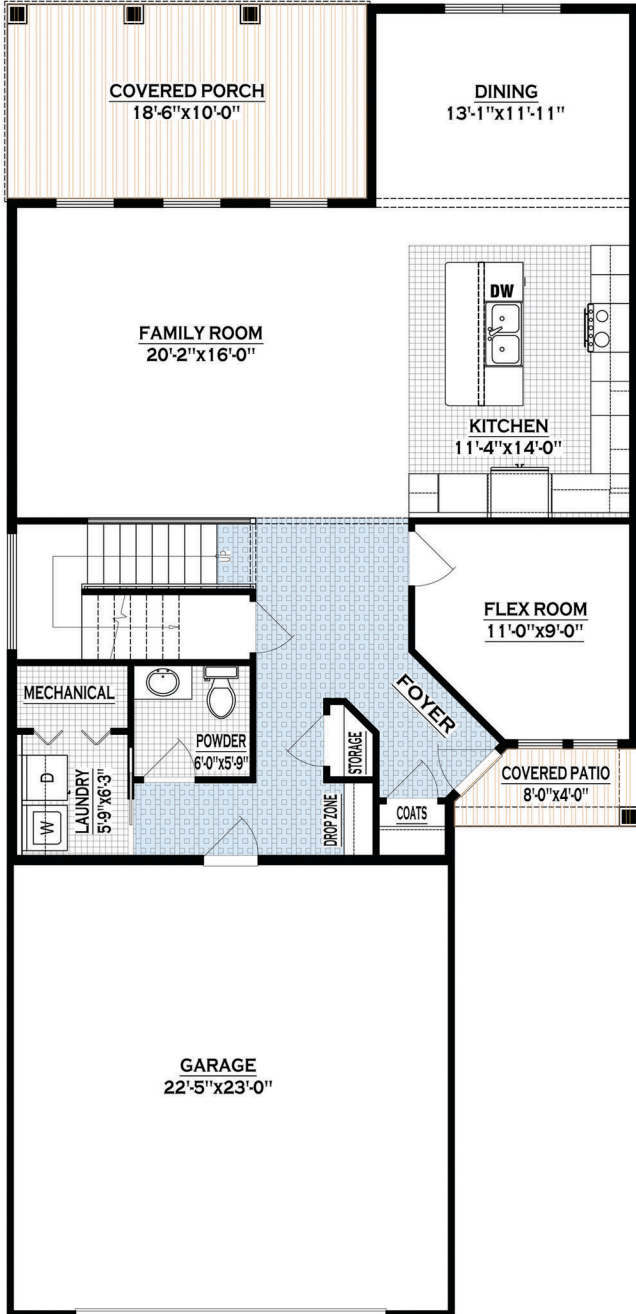 COVERED PORCH
18'-6"x10'-0"
DINING
13'-1"x11'-11"
DW
FAMILY ROOM
20'-2"x16'-0"
KITCHEN
11'-4"x14'-0"
UP
FLEX ROOM
11'-0"x9'-0"
MECHANICAL
FOYER
POWDER
6'-0"x5'-9"
STORAGE
COVERED PATIO
8'-0"x4'-0"
D
W
LAUNDRY
5'-9"x6'-3"
DROP ZONE
COATS
GARAGE
22'-5"x23'-0"